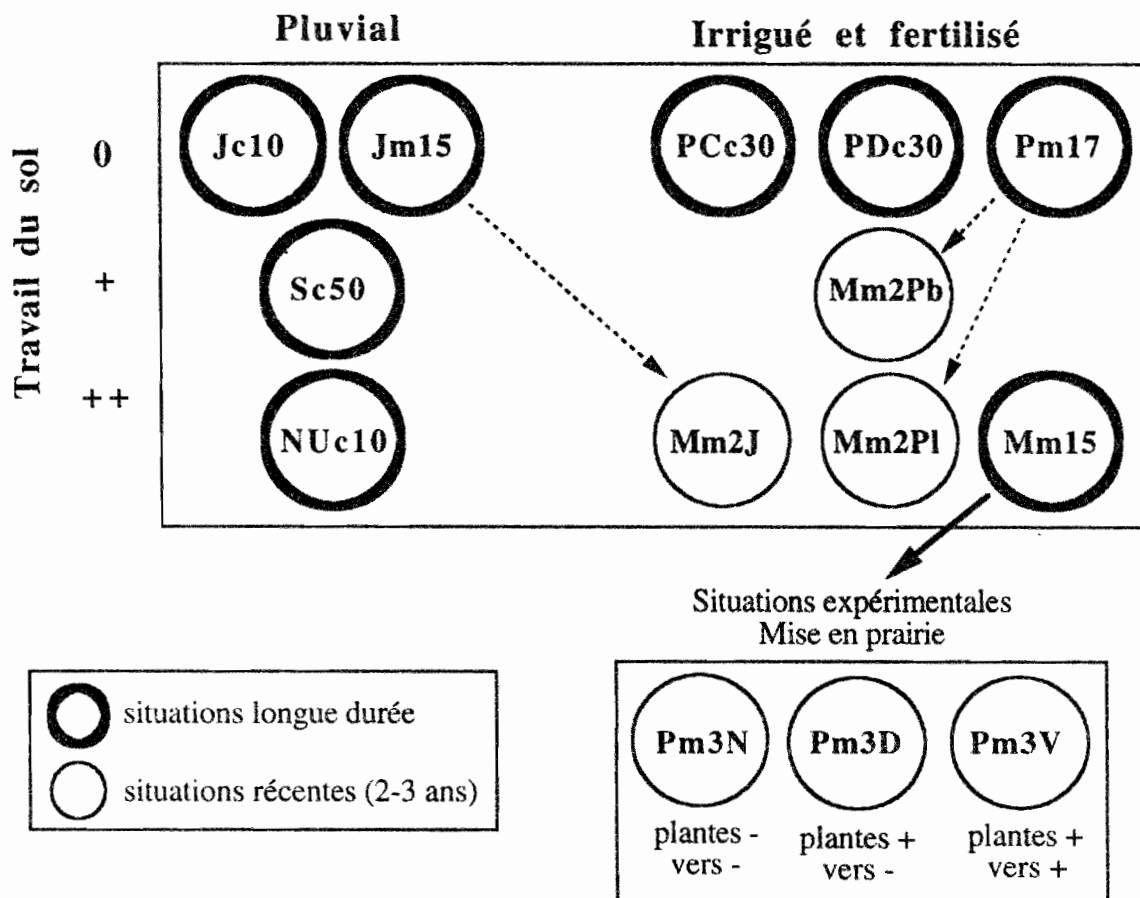 Pluvial
Irrigué et fertilisé
Travail du sol
0
Jc10 Jm15 PCc30 PDc30 Pm17
+
Sc50 Mm2Pb
++
NUc10 Mm2J Mm2Pl Mm15
Situations expérimentales
Mise en prairie
situations longue durée
situations récentes (2-3 ans)
Pm3N Pm3D Pm3V
plantes - plantes + plantes +
vers - vers - vers +